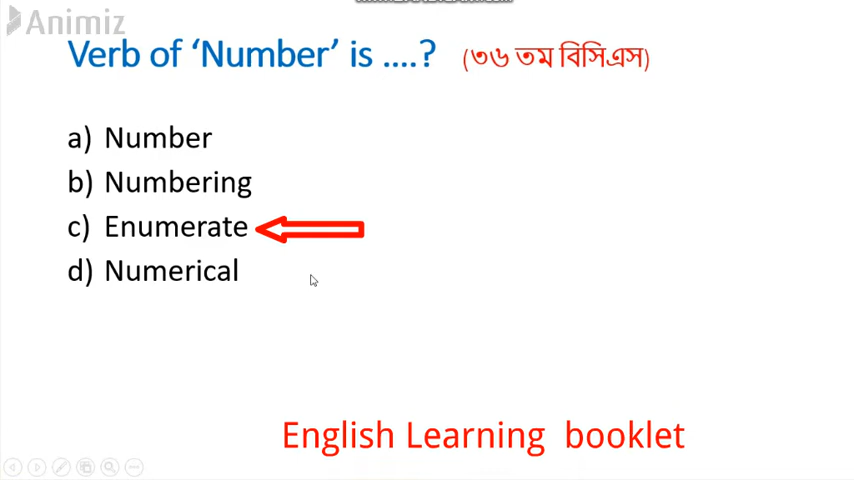 Animiz
Verb of ‘Number’ is ....? (৩৬ তম বিসিএস)
a) Number
b) Numbering
c) Enumerate
d) Numerical
English Learning booklet